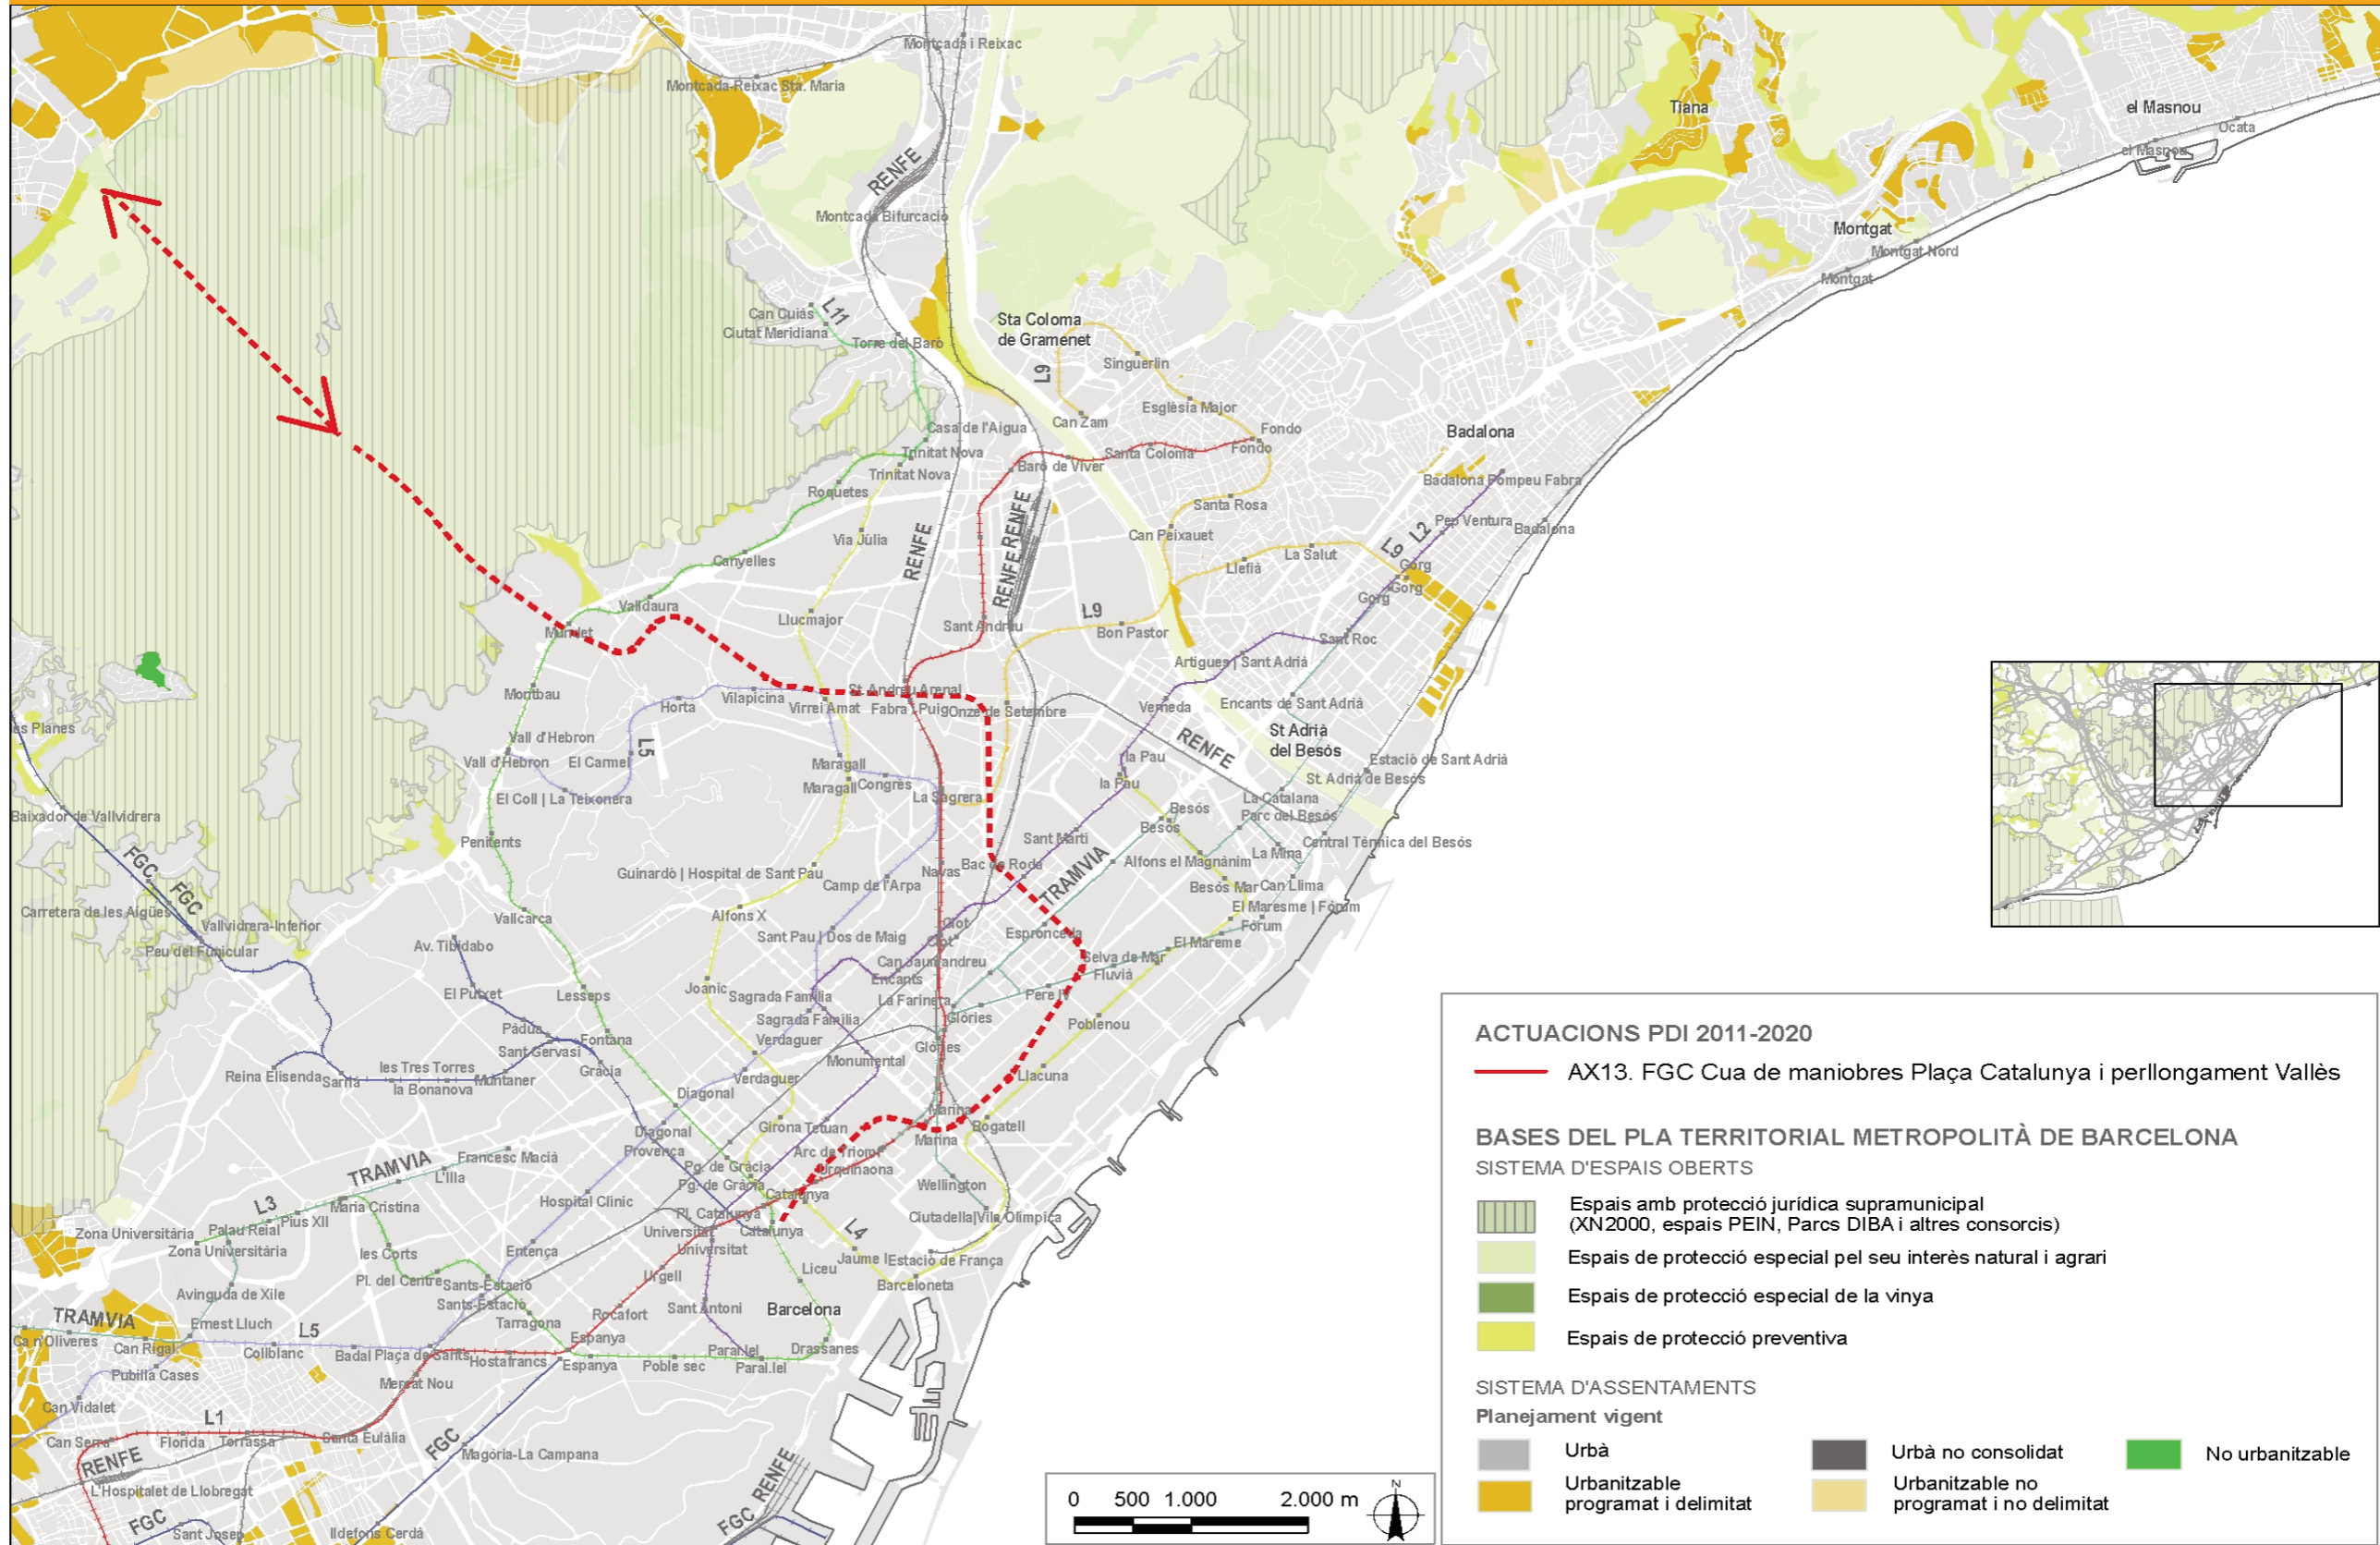 Montcada i Reixac
Montcada-Reixac Sta. Maria
Tiana
el Masnou
Ocata
el Masnou
RENFE
Montcada Bifurcació
Montgat
Montgat Nord
Montgat
Can Cuiàs
L11
Ciutat Meridiana
Torre del Baró
Sta Coloma
de Gramenet
Singuerlin
L9
Església Major
Can Zam
Casa de l'Aigua
Fondo
Fondo
Badalona
Trinitat Nova
Trinitat Nova
Baró de Viver
Santa Coloma
Roquetes
Badalona Pompeu Fabra
Santa Rosa
Via Júlia
RENFE
RENFE
RENFE
Can Peixauet
Pep Ventura
Badalona
L9
L2
Canyelles
La Salut
Llefià
Gorg
Gorg
Gorg
Valldaura
Llucmajor
L9
Mundet
Sant Andreu
Bon Pastor
Sant Roc
Artigues | Sant Adrià
Montbau
Vilapicina
St. Andreu Arenal
Horta
Virrei Amat
Fabra i Puig
Onze de Setembre
Verneda
Encants de Sant Adrià
es Planes
Vall d'Hebron
L5
RENFE
St Adrià
del Besòs
Vall d'Hebron
El Carmel
Maragall
la Pau
Estació de Sant Adrià
Maragall
Congrés
la Pau
St. Adrià de Besòs
El Coll | La Teixonera
La Sagrera
La Catalana
Baixador de Vallvidrera
Besòs
Parc del Besòs
Besòs
Penitents
Sant Martí
Central Tèrmica del Besòs
FGC
FGC
TRAMVIA
La Mina
Guinardó | Hospital de Sant Pau
Navas
Bac de Roda
Alfons el Magnànim
Camp de l'Arpa
Besòs Mar
Can Llima
Carretera de les Aigües
Vallcarca
Alfons X
El Maresme | Fòrum
Vallvidrera-Inferior
Clot
Fòrum
Peu del Funicular
Av. Tibidabo
Sant Pau | Dos de Maig
Clot
Espronceda
El Mareme
Can Jaumandreu
Selva de Mar
Encants
Fluvià
El Putxet
Lesseps
Joanic
Sagrada Família
La Farinera
Pere IV
Sagrada Família
Glòries
Poblenou
Pàdua
Fontana
Verdaguer
Sant Gervasi
Glòries
Monumental
les Tres Torres
Gràcia
Reina Elisenda
Sarrià
Muntaner
Verdaguer
Llacuna
la Bonanova
Diagonal
Marina
Diagonal
Girona
Tetuan
Bogatell
Provença
Marina
TRAMVIA
Francesc Macià
Arc de Triomf
L'Illa
Pg. de Gràcia
Urquinaona
Pg. de Gràcia
Wellington
L3
Maria Cristina
Hospital Clinic
Catalunya
Pius XII
Pl. Catalunya
Ciutadella|Vila Olímpica
Zona Universitària
Palau Reial
Universitat
Catalunya
L4
Zona Universitària
les Corts
Entença
Universitat
Jaume I
Estació de França
Liceu
Pl. del Centre
Sants-Estació
Urgell
Barceloneta
Avinguda de Xile
Sants-Estació
Rocafort
Sant Antoni
Barcelona
TRAMVIA
Ernest Lluch
Tarragona
Ca n'Oliveres
L5
Espanya
Can Rigal
Collblanc
Badal
Plaça de Sants
Hostafrancs
Espanya
Poble sec
Paral.lel
Paral.lel
Drassanes
Pubilla Cases
Mercat Nou
Can Vidalet
L1
Can Serra
Florida
Torrassa
Santa Eulàlia
FGC
Magòria-La Campana
RENFE
L'Hospitalet de Llobregat
FGC
Sant Josep
Ildefons Cerdà
FGC
RENFE
0 500 1.000 2.000 m
N
ACTUACIONS PDI 2011-2020
AX13. FGC Cua de maniobres Plaça Catalunya i perllongament Vallès
BASES DEL PLA TERRITORIAL METROPOLITÀ DE BARCELONA
SISTEMA D'ESPAIS OBERTS
Espais amb protecció jurídica supramunicipal
(XN2000, espais PEIN, Parcs DIBA i altres consorcis)
Espais de protecció especial pel seu interès natural i agrari
Espais de protecció especial de la vinya
Espais de protecció preventiva
SISTEMA D'ASSENTAMENTS
Planejament vigent
Urbà
Urbà no consolidat
No urbanitzable
Urbanitzable
programat i delimitat
Urbanitzable no
programat i no delimitat